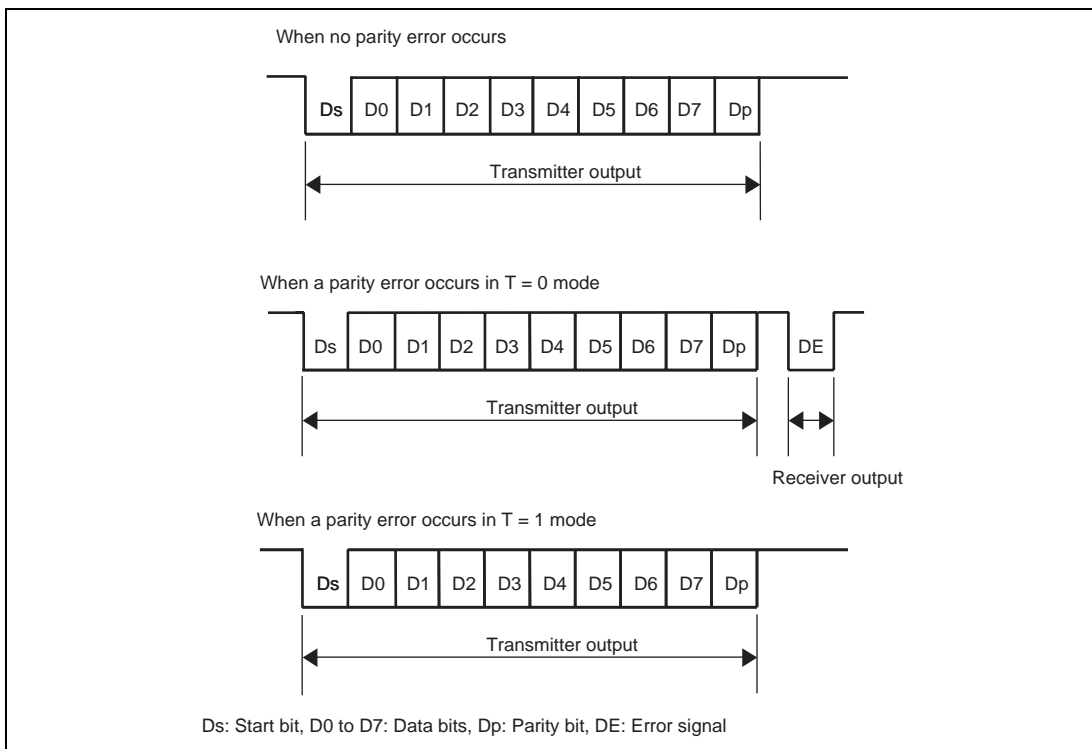 When no parity error occurs
Ds D0 D1 D2 D3 D4 D5 D6 D7 Dp
Transmitter output
When a parity error occurs in T = 0 mode
Ds D0 D1 D2 D3 D4 D5 D6 D7 Dp DE
Transmitter output
Receiver output
When a parity error occurs in T = 1 mode
Ds D0 D1 D2 D3 D4 D5 D6 D7 Dp
Transmitter output
Ds: Start bit, D0 to D7: Data bits, Dp: Parity bit, DE: Error signal